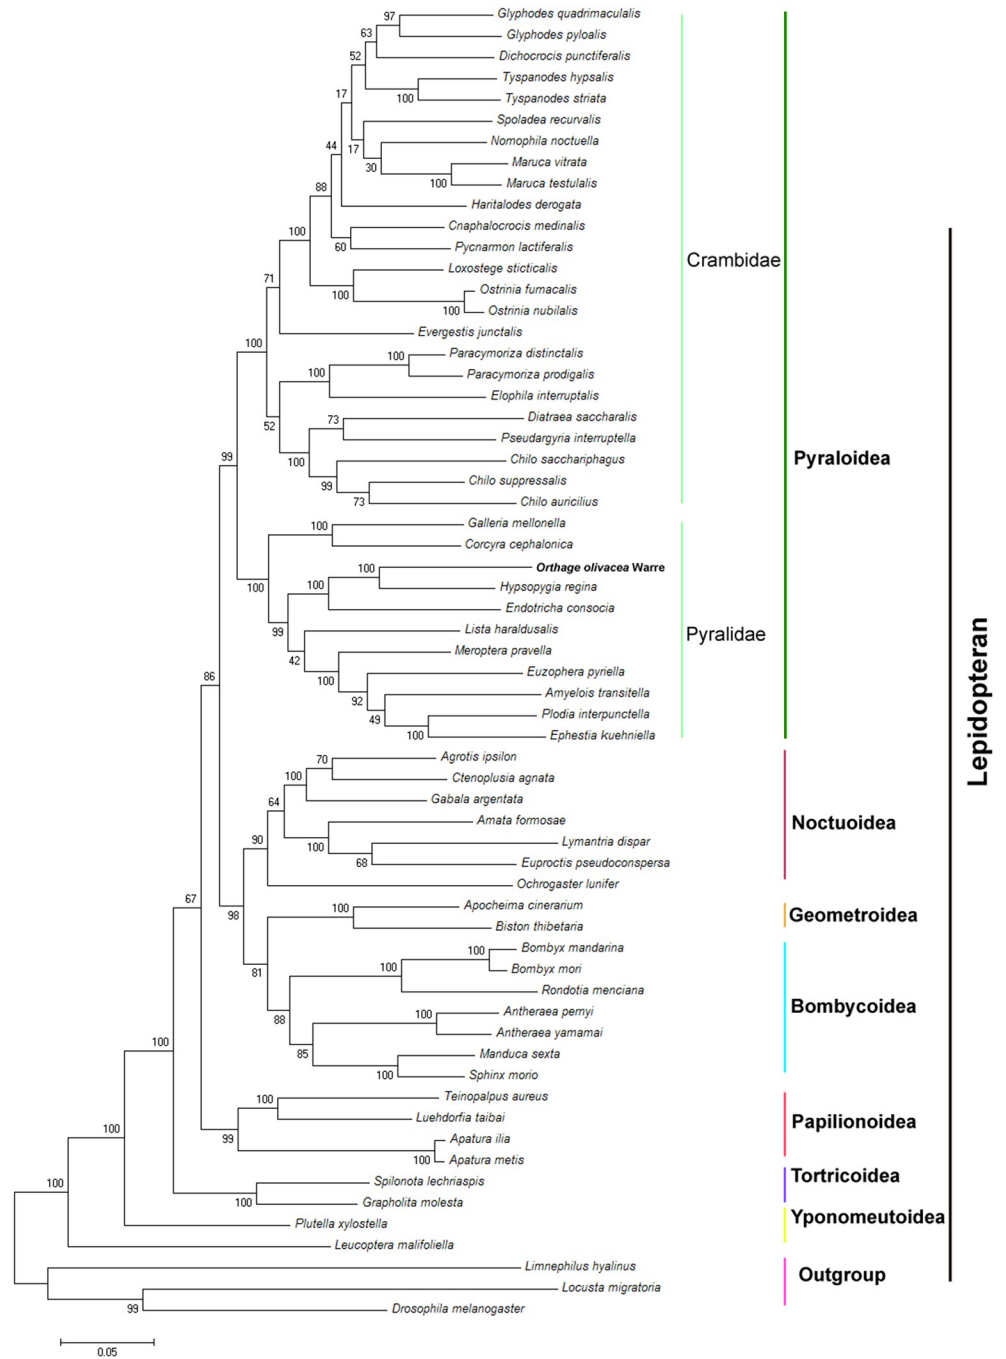 Glyphodes quadrimaculalis
97
Glyphodes pyloalis
63
Dichocrocis punctiferalis
52
Tyspanodes hypsalis
100
Tyspanodes striata
17
Spoladea recurvalis
17
Nomophila noctuella
30
Maruca vitrata
100
Maruca testulalis
44
Haritalodes derogata
88
Cnaphalocrocis medinalis
60
Pycnarmon lactiferalis
100
Loxostege sticticalis
100
Ostrinia furnacalis
100
Ostrinia nubilalis
71
Evergestis junctalis
100
Paracymoriza distinctalis
100
Paracymoriza prodigalis
100
Elophila interruptalis
52
Diatraea saccharalis
73
Pseudargyria interruptella
100
Chilo sacchariphagus
99
Chilo suppressalis
73
Chilo auricilius
99
Galleria mellonella
100
Corcyra cephalonica
100
Orthage olivacea Warre
100
Hypsopygia regina
100
Endotricha consocia
99
Lista haraldusalis
42
Meroptera pravella
100
Euzophera pyriella
92
Amyelois transitella
49
Plodia interpunctella
100
Ephestia kuehniella
86
Agrotis ipsilon
70
Ctenoplusia agnata
100
Gabala argentata
64
Amata formosae
100
Lymantria dispar
68
Euproctis pseudoconspersa
90
Ochrogaster lunifer
98
Apocheima cinerarium
100
Biston thibetaria
81
Bombyx mandarina
100
Bombyx mori
100
Rondotia menciana
88
Antheraea pernyi
100
Antheraea yamamai
85
Manduca sexta
100
Sphinx morio
67
Teinopalpus aureus
100
Luehdorfia taibai
99
Apatura ilia
100
Apatura metis
100
Spilonota lechriaspis
100
Grapholita molesta
100
Plutella xylostella
100
Leucoptera malifoliella
Limnephilus hyalinus
Locusta migratoria
99
Drosophila melanogaster
0.05
Crambidae
Pyralidae
Pyraloidea
Noctuoidea
Geometroidea
Bombycoidea
Papilionoidea
Tortricoidea
Yponomeutoidea
Outgroup
Lepidopteran